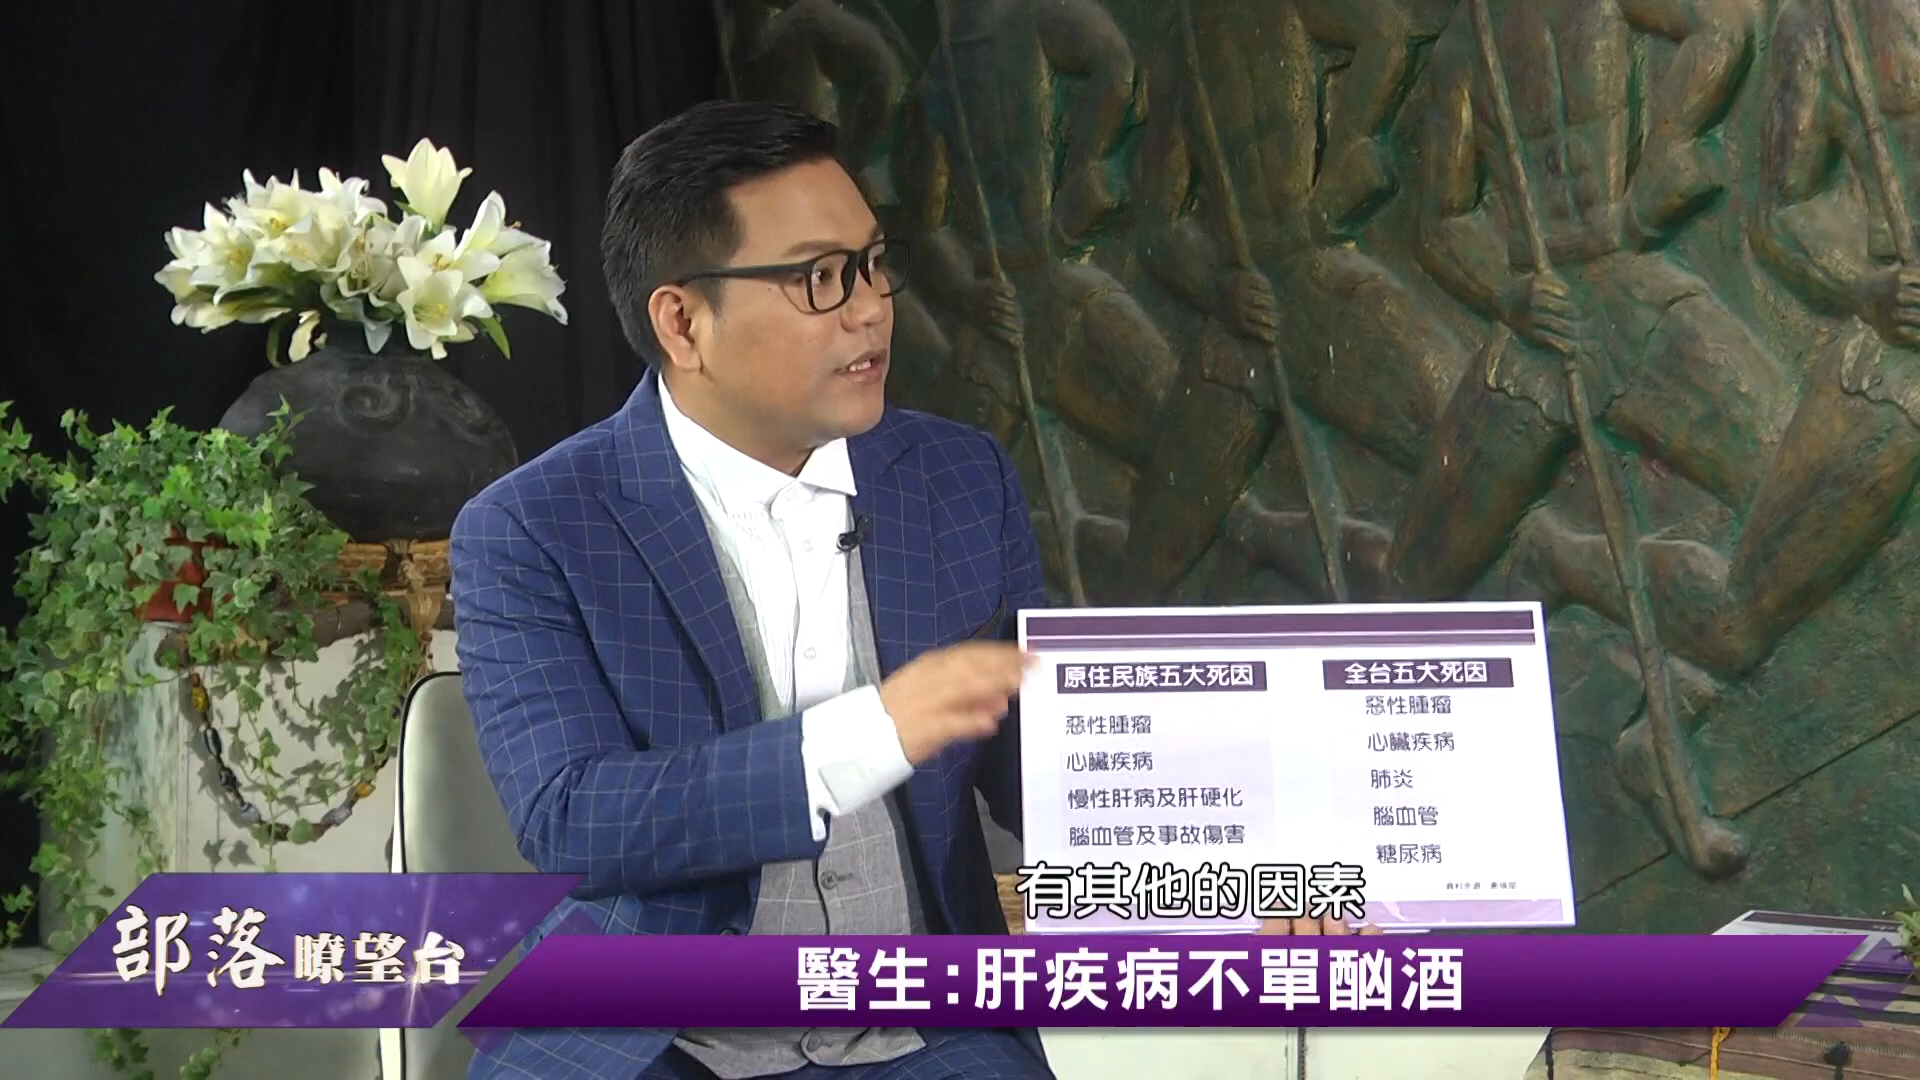 原住民族五大死因
惡性腫瘤
心臟疾病
慢性肝病及肝硬化
腦血管及事故傷害
全台五大死因
惡性腫瘤
心臟疾病
肺炎
腦血管
糖尿病
有其他的因素
部落瞭望台
醫生:肝疾病不單酗酒